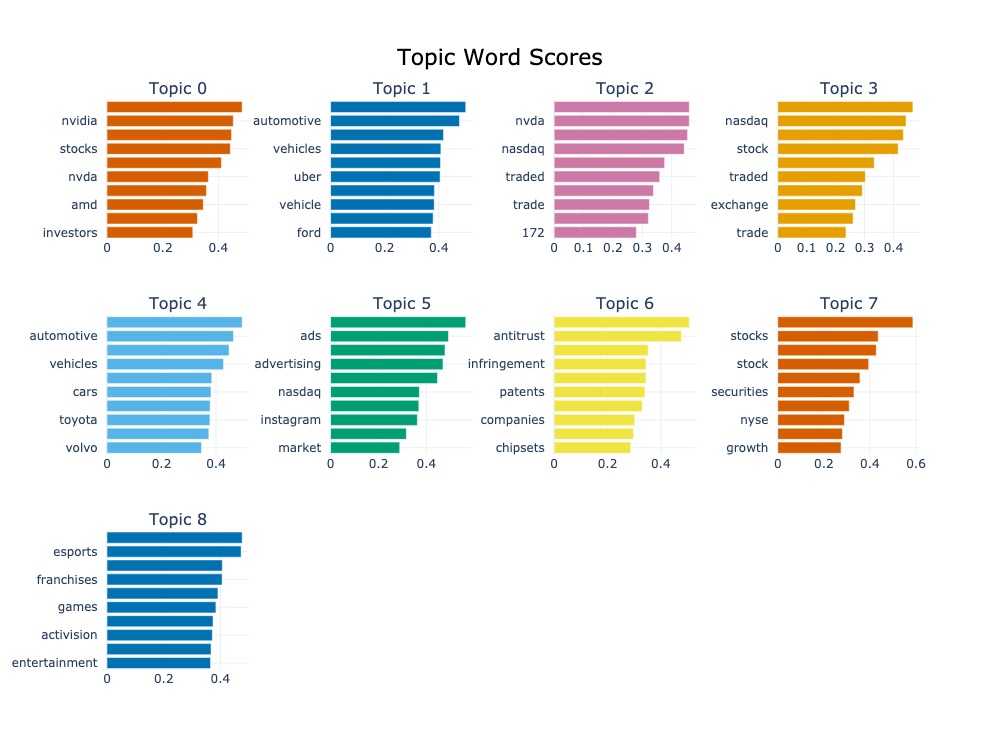 Topic Word Scores
Topic 0
Topic 1
Topic 2
Topic 3
nvidia
stocks
nvda
amd
investors
0 0.2 0.4
automotive
vehicles
uber
vehicle
ford
0 0.2 0.4
nvda
nasdaq
traded
trade
172
0 0.1 0.2 0.3 0.4
nasdaq
stock
traded
exchange
trade
0 0.1 0.2 0.3 0.4
Topic 4
Topic 5
Topic 6
Topic 7
automotive
vehicles
cars
toyota
volvo
0 0.2 0.4
ads
advertising
nasdaq
instagram
market
0 0.2 0.4
antitrust
infringement
patents
companies
chipsets
0 0.2 0.4
stocks
stock
securities
nyse
growth
0 0.2 0.4 0.6
Topic 8
esports
franchises
games
activision
entertainment
0 0.2 0.4